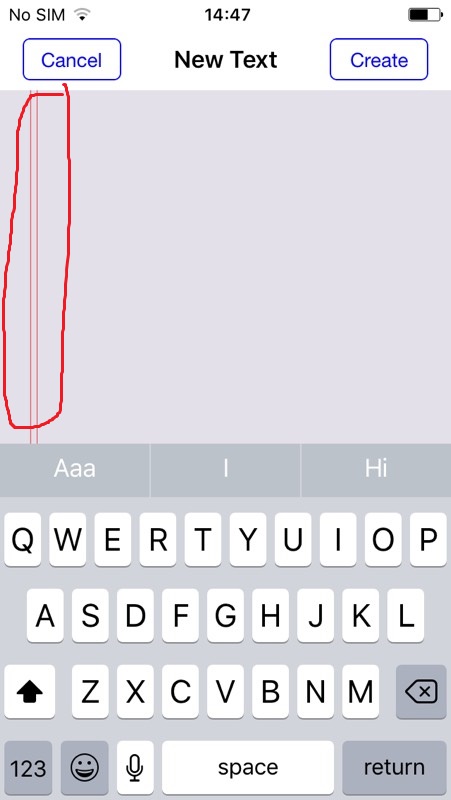 No SIM 14:47
Cancel New Text Create
Aaa I Hi
Q W E R T Y U I O P
A S D F G H J K L
Z X C V B N M
123 space return